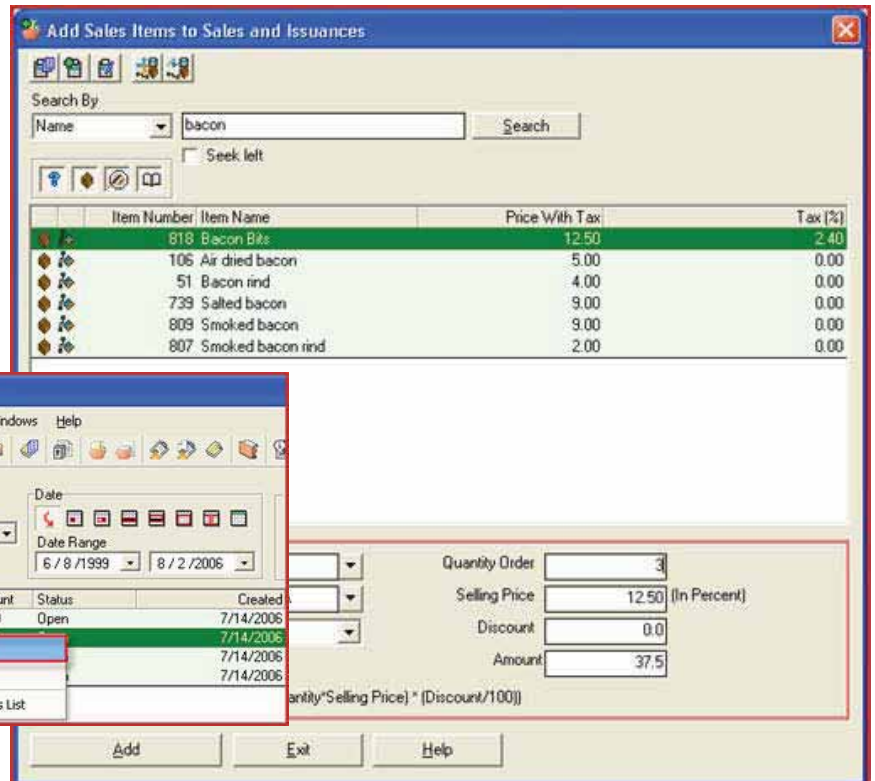 Add Sales Items to Sales and Issuances
Search By
Name
bacon
Search
Seek left
Item Number Item Name Price With Tax Tax (%)
818 Bacon Bits 12.50 2.40
106 Air dried bacon 5.00 0.00
51 Bacon rind 4.00 0.00
739 Salted bacon 9.00 0.00
809 Smoked bacon 9.00 0.00
807 Smoked bacon rind 2.00 0.00
Help
Date
Date Range
6 / 8 /1999 8 / 2 /2006
Status Created
Open 7/14/2006
7/14/2006
7/14/2006
7/14/2006
List
Quantity Order 3
Selling Price 12.50 (In Percent)
Discount 0.0
Amount 37.5
antity*Selling Price) * (Discount/100))
Add Exit Help